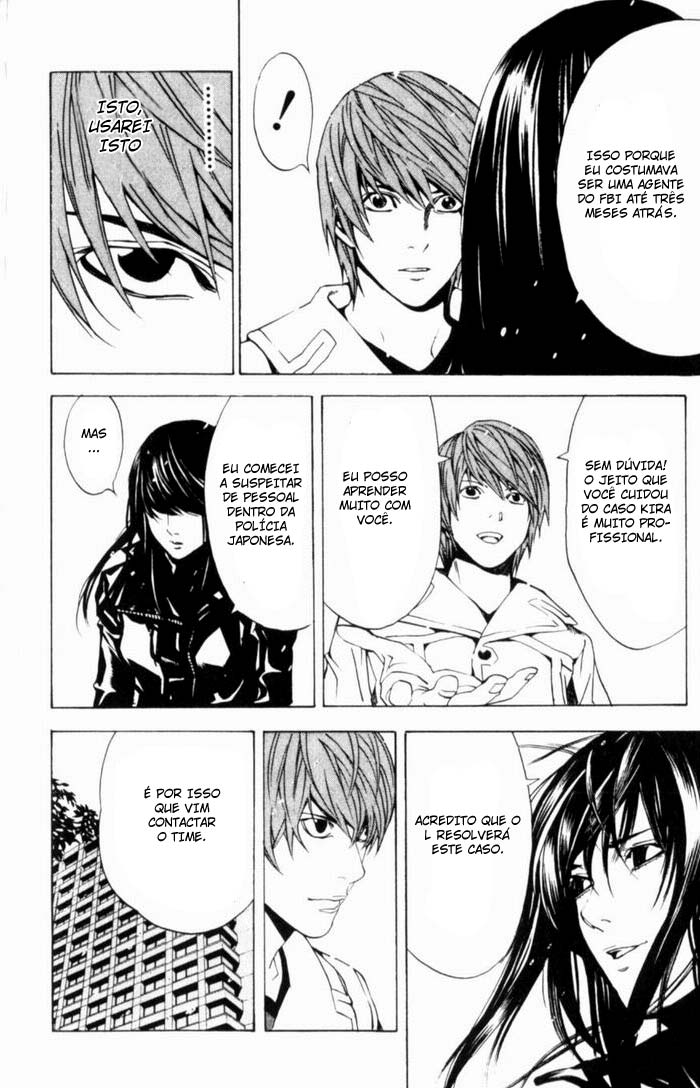 ISSO PORQUE
EU COSTUMAVA
SER UMA AGENTE
DO FBI ATÉ TRÊS
MESES ATRÁS.
!
.........
ISTO,
USAREI
ISTO
SEM DÚVIDA!
O JEITO QUE
VOCÊ CUIDOU
DO CASO KIRA
É MUITO PRO-
FISSIONAL.
EU POSSO
APRENDER
MUITO COM
VOCÊ.
EU COMECEI
A SUSPEITAR
DE PESSOAL
DENTRO DA
POLÍCIA
JAPONESA.
MAS
...
ACREDITO QUE O
L RESOLVERÁ
ESTE CASO.
É POR ISSO
QUE VIM
CONTACTAR
O TIME.